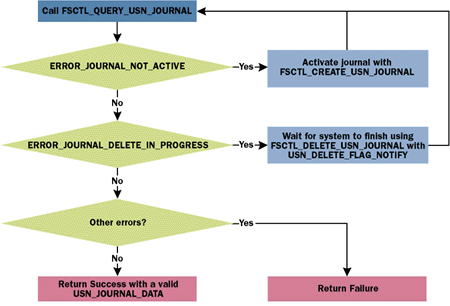 Call FSCTL_QUERY_USN_JOURNAL
ERROR_JOURNAL_NOT_ACTIVE
Yes
Activate journal with
FSCTL_CREATE_USN_JOURNAL
No
ERROR_JOURNAL_DELETE_IN_PROGRESS
Yes
Wait for system to finish using
FSCTL_DELETE_USN_JOURNAL with
USN_DELETE_FLAG_NOTIFY
No
Other errors?
Yes
No
Return Success with a valid
USN_JOURNAL_DATA
Return Failure